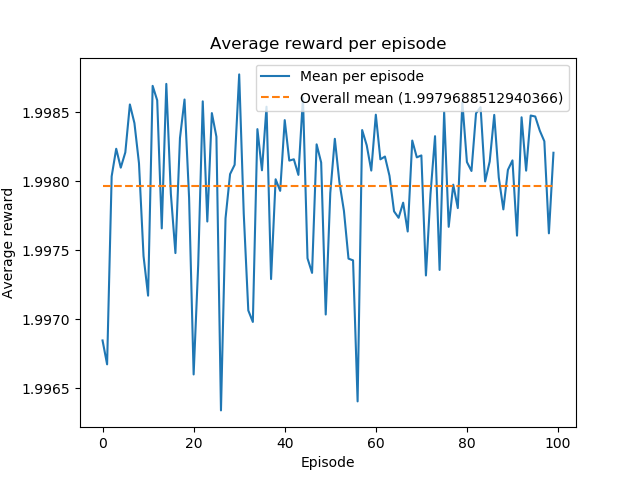 Average reward per episode
Mean per episode
Overall mean (1.9979688512940366)
1.9985
1.9980
1.9975
1.9970
1.9965
Average reward
0 20 40 60 80 100
Episode